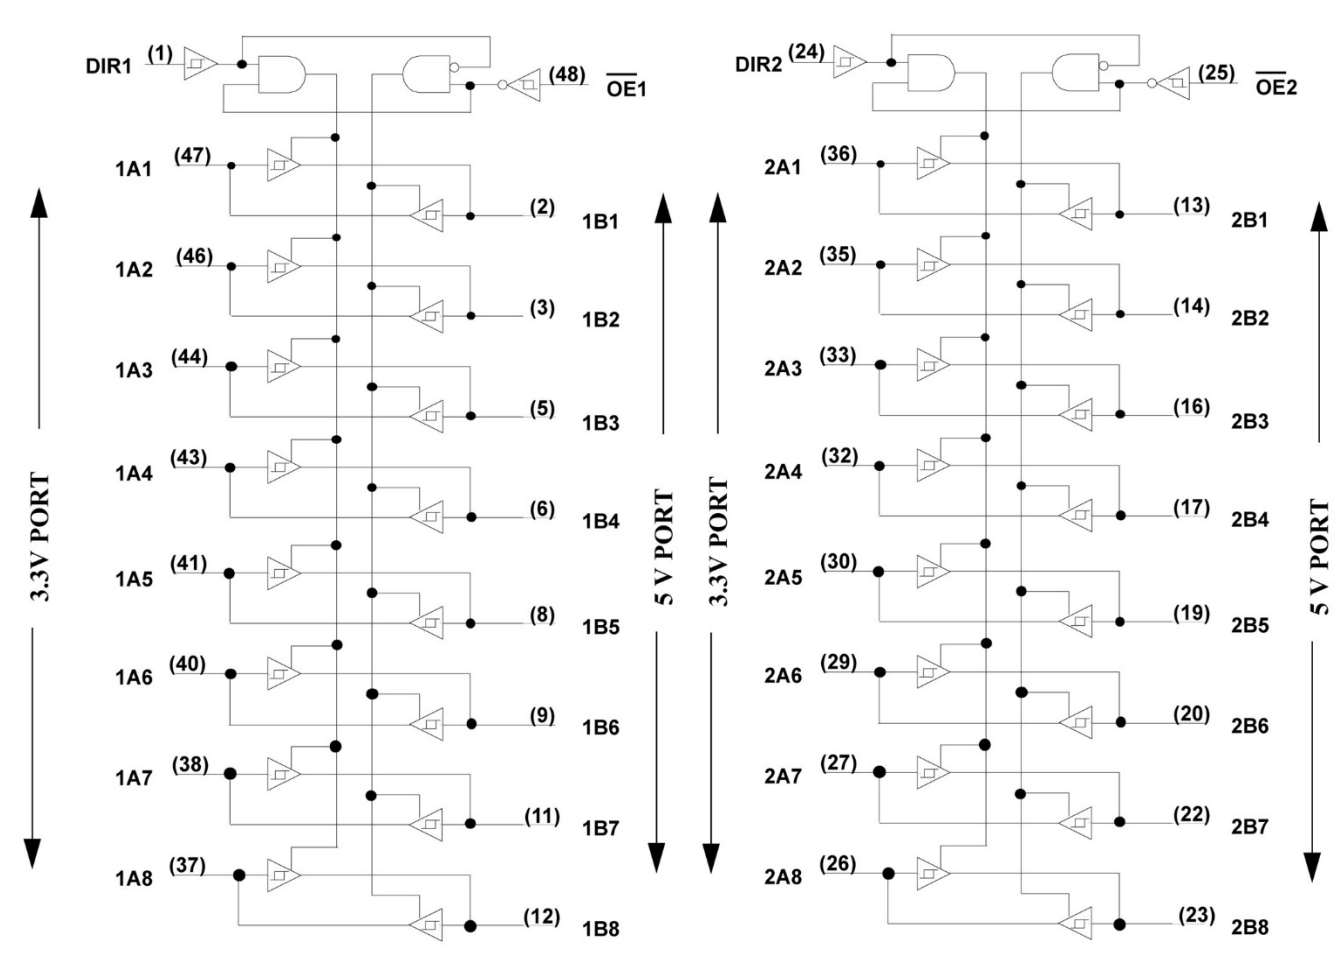 DIR1 (1) (48) OE1
1A1 (47) (2) 1B1
1A2 (46) (3) 1B2
1A3 (44) (5) 1B3
1A4 (43) (6) 1B4
1A5 (41) (8) 1B5
1A6 (40) (9) 1B6
1A7 (38) (11) 1B7
1A8 (37) (12) 1B8
3.3V PORT
5 V PORT
DIR2 (24) (25) OE2
2A1 (36) (13) 2B1
2A2 (35) (14) 2B2
2A3 (33) (16) 2B3
2A4 (32) (17) 2B4
2A5 (30) (19) 2B5
2A6 (29) (20) 2B6
2A7 (27) (22) 2B7
2A8 (26) (23) 2B8
3.3V PORT
5 V PORT